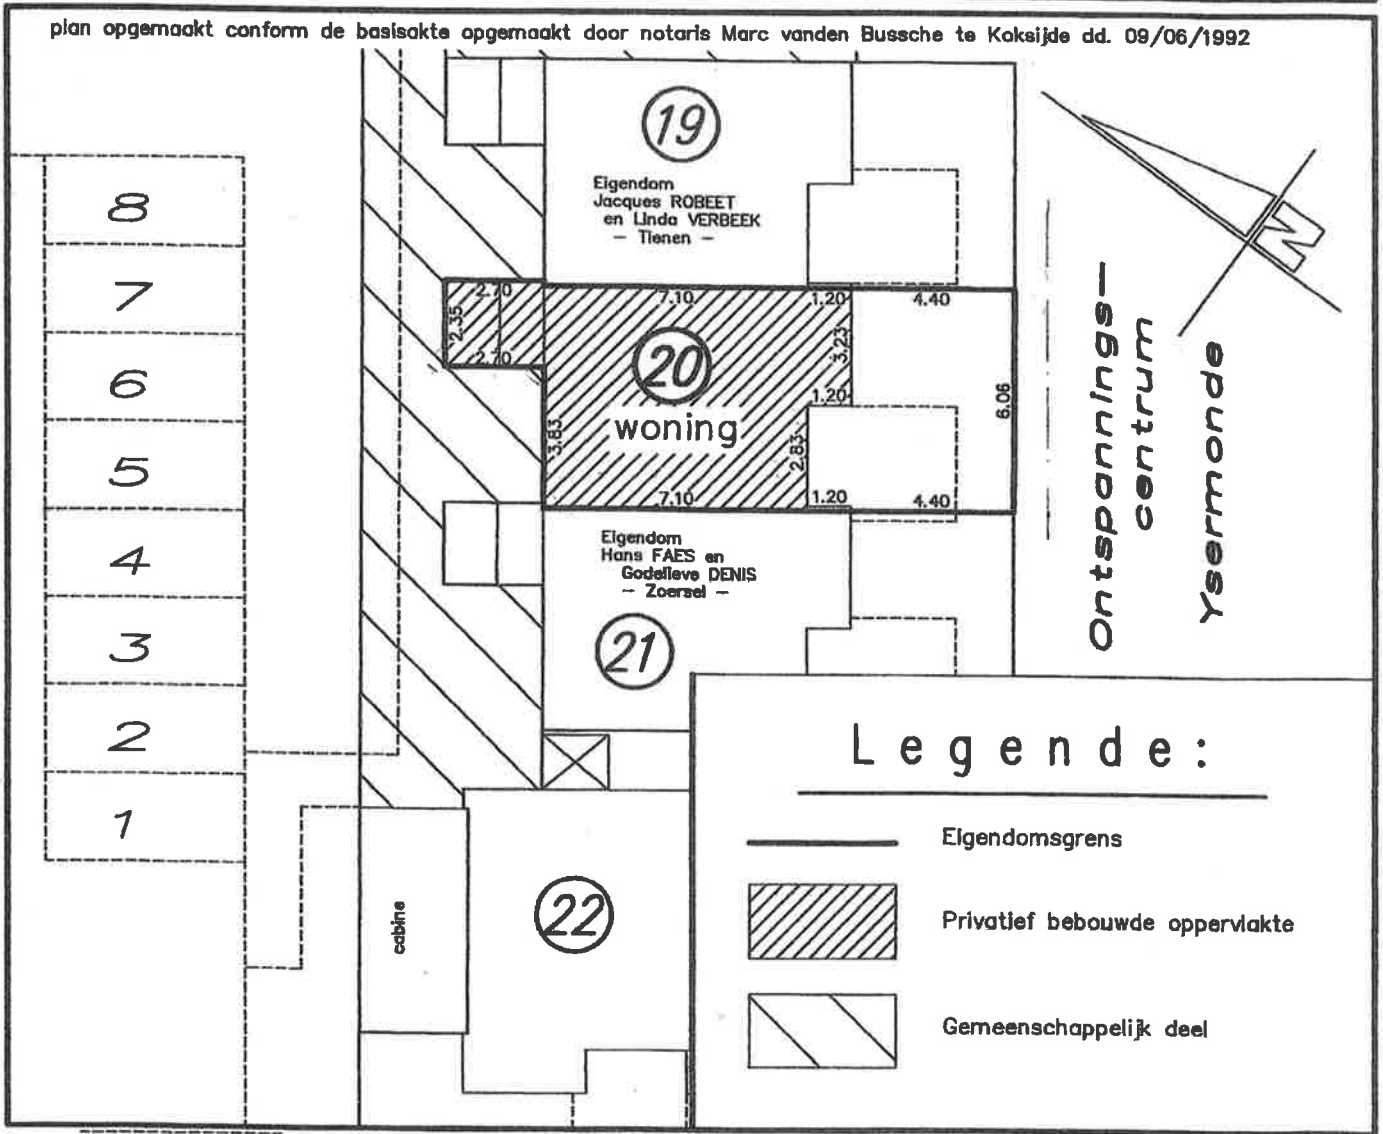 plan opgemaakt conform de basisakte opgemaakt door notaris Marc vanden Bussche te Koksijde dd. 09/06/1992
8
7
6
5
4
3
2
1
19
Eigendom
Jacques ROBEET
en Linda VERBEEK
- Tienen -
2.70
2.35
2.70
7.10
1.20
4.40
3.23
20
woning
1.20
3.83
2.83
6.06
7.10
1.20
4.40
Eigendom
Hans FAES en
Godelieve DENIS
- Zoersel -
21
22
cabine
N
Ontspannings-
centrum
Ysermonde
Legende:
Eigendomsgrens
Privatief bebouwde oppervlakte
Gemeenschappelijk deel